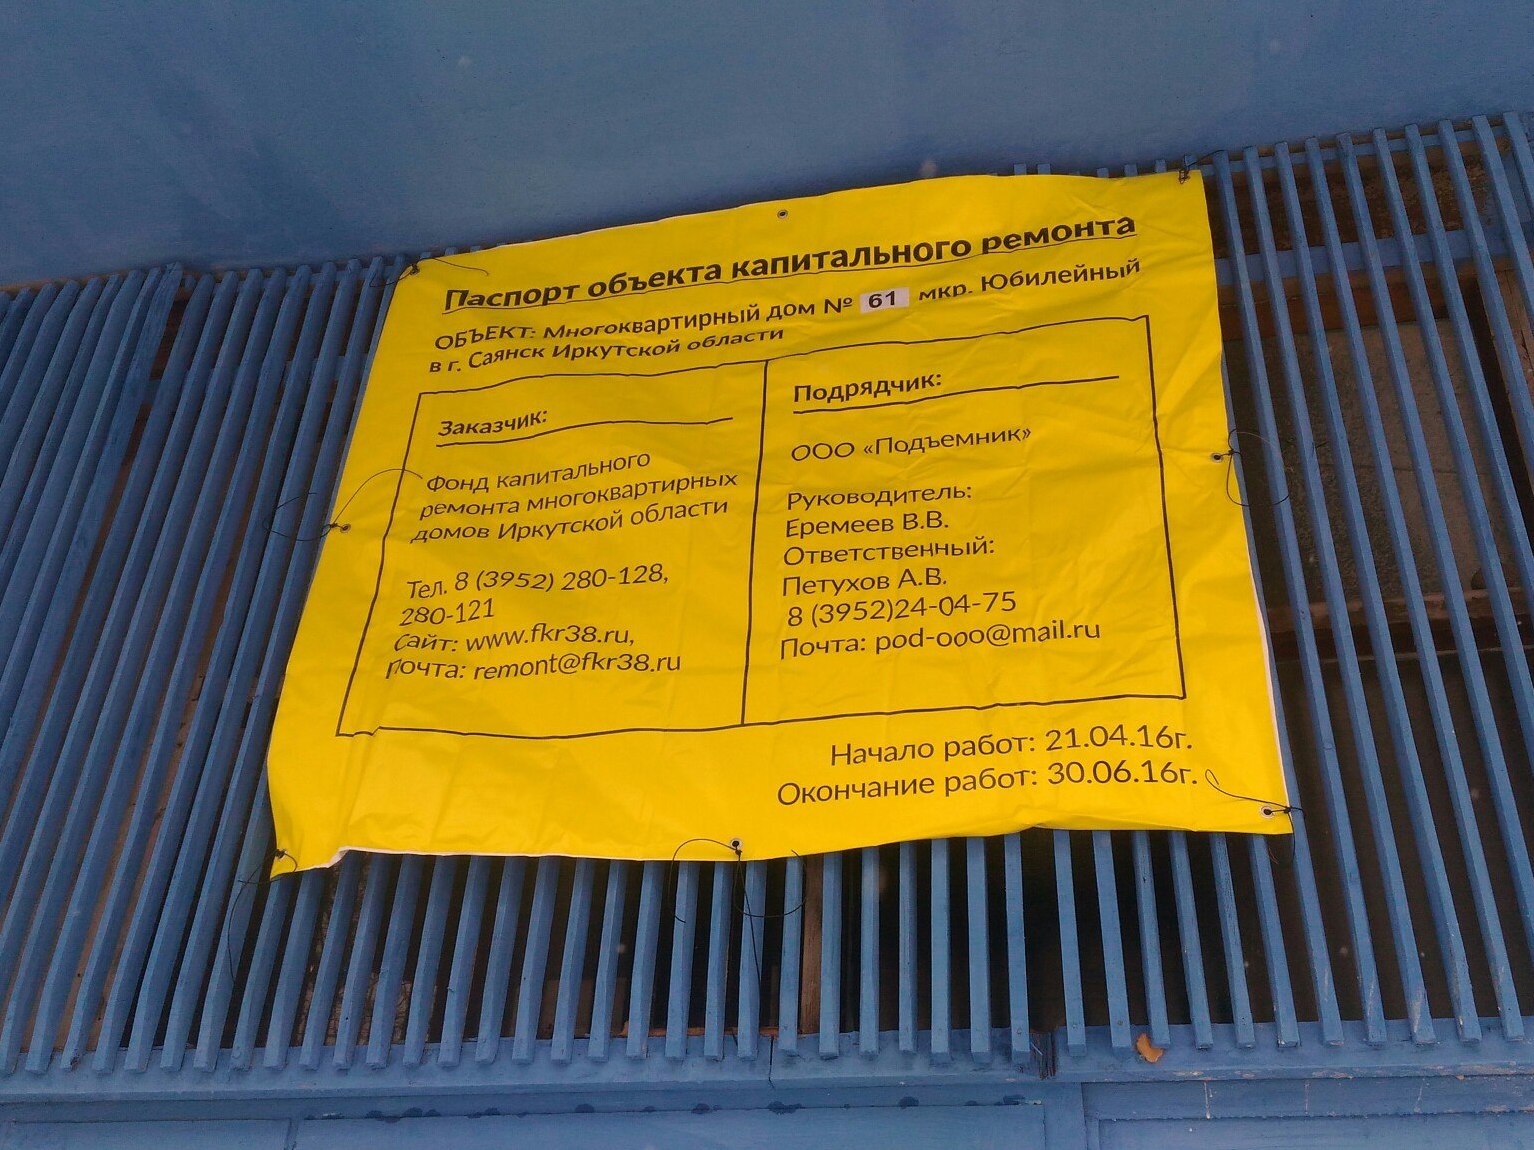 Паспорт объекта капитального ремонта
ОБЪЕКТ: Многоквартирный дом № 61 мкр. Юбилейный
в г. Саянск Иркутской области
Заказчик:
Фонд капитального
ремонта многоквартирных
домов Иркутской области
Тел. 8 (3952) 280-128,
280-121
Сайт: www.fkr38.ru,
почта: remont@fkr38.ru
Подрядчик:
ООО «Подъемник»
Руководитель:
Еремеев В.В.
Ответственный:
Петухов А.В.
8 (3952)24-04-75
Почта: pod-ooo@mail.ru
Начало работ: 21.04.16г.
Окончание работ: 30.06.16г.